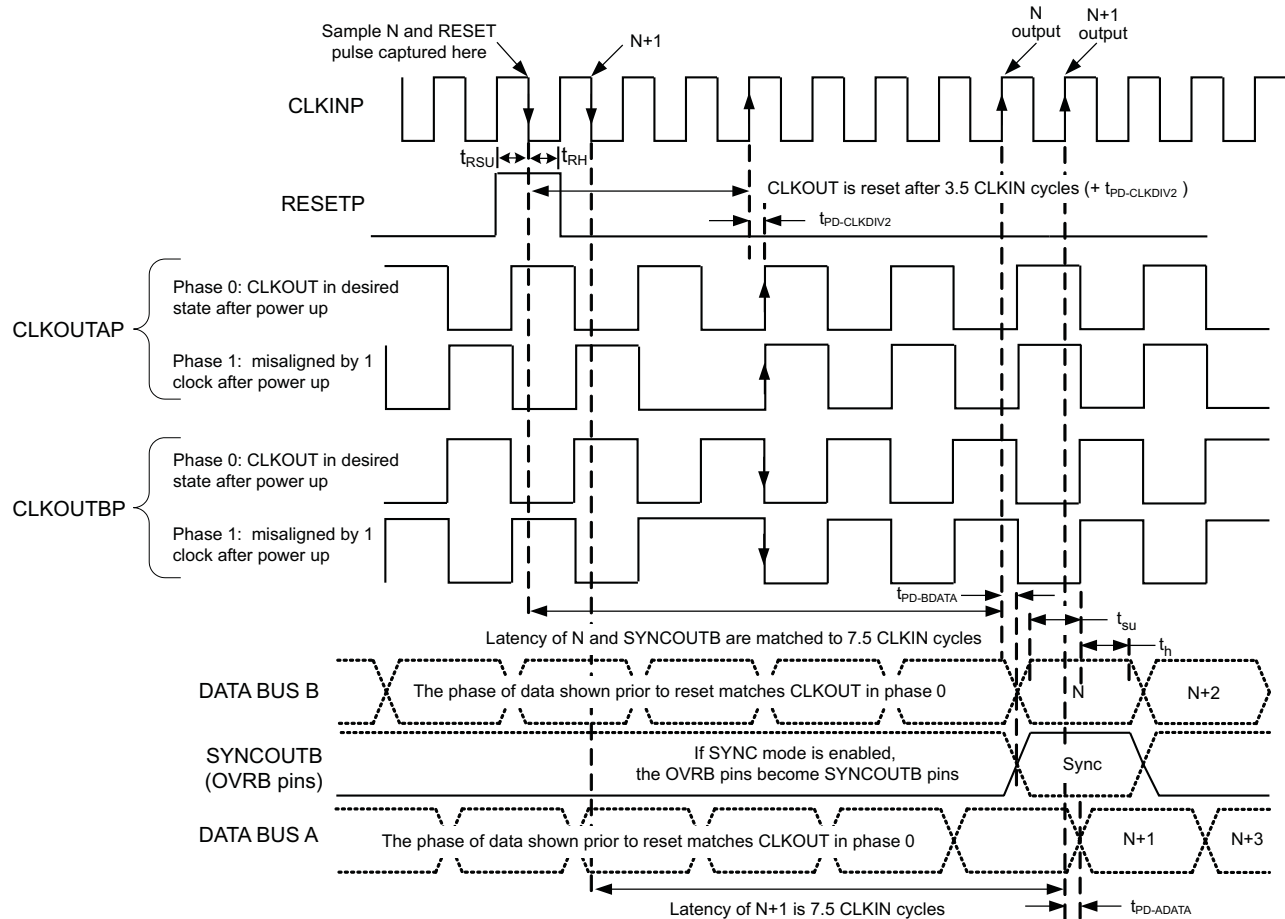 Sample N and RESET
pulse captured here
N+1
N
output
N+1
output
CLKINP
tRSU
tRH
CLKOUT is reset after 3.5 CLKIN cycles (+ tPD-CLKDIV2 )
RESETP
tPD-CLKDIV2
CLKOUTAP
Phase 0: CLKOUT in desired
state after power up
Phase 1: misaligned by 1
clock after power up
CLKOUTBP
Phase 0: CLKOUT in desired
state after power up
Phase 1: misaligned by 1
clock after power up
tPD-BDATA
tsu
Latency of N and SYNCOUTB are matched to 7.5 CLKIN cycles
th
DATA BUS B
The phase of data shown prior to reset matches CLKOUT in phase 0
N
N+2
SYNCOUTB
(OVRB pins)
If SYNC mode is enabled,
the OVRB pins become SYNCOUTB pins
Sync
DATA BUS A
The phase of data shown prior to reset matches CLKOUT in phase 0
N+1
N+3
Latency of N+1 is 7.5 CLKIN cycles
tPD-ADATA